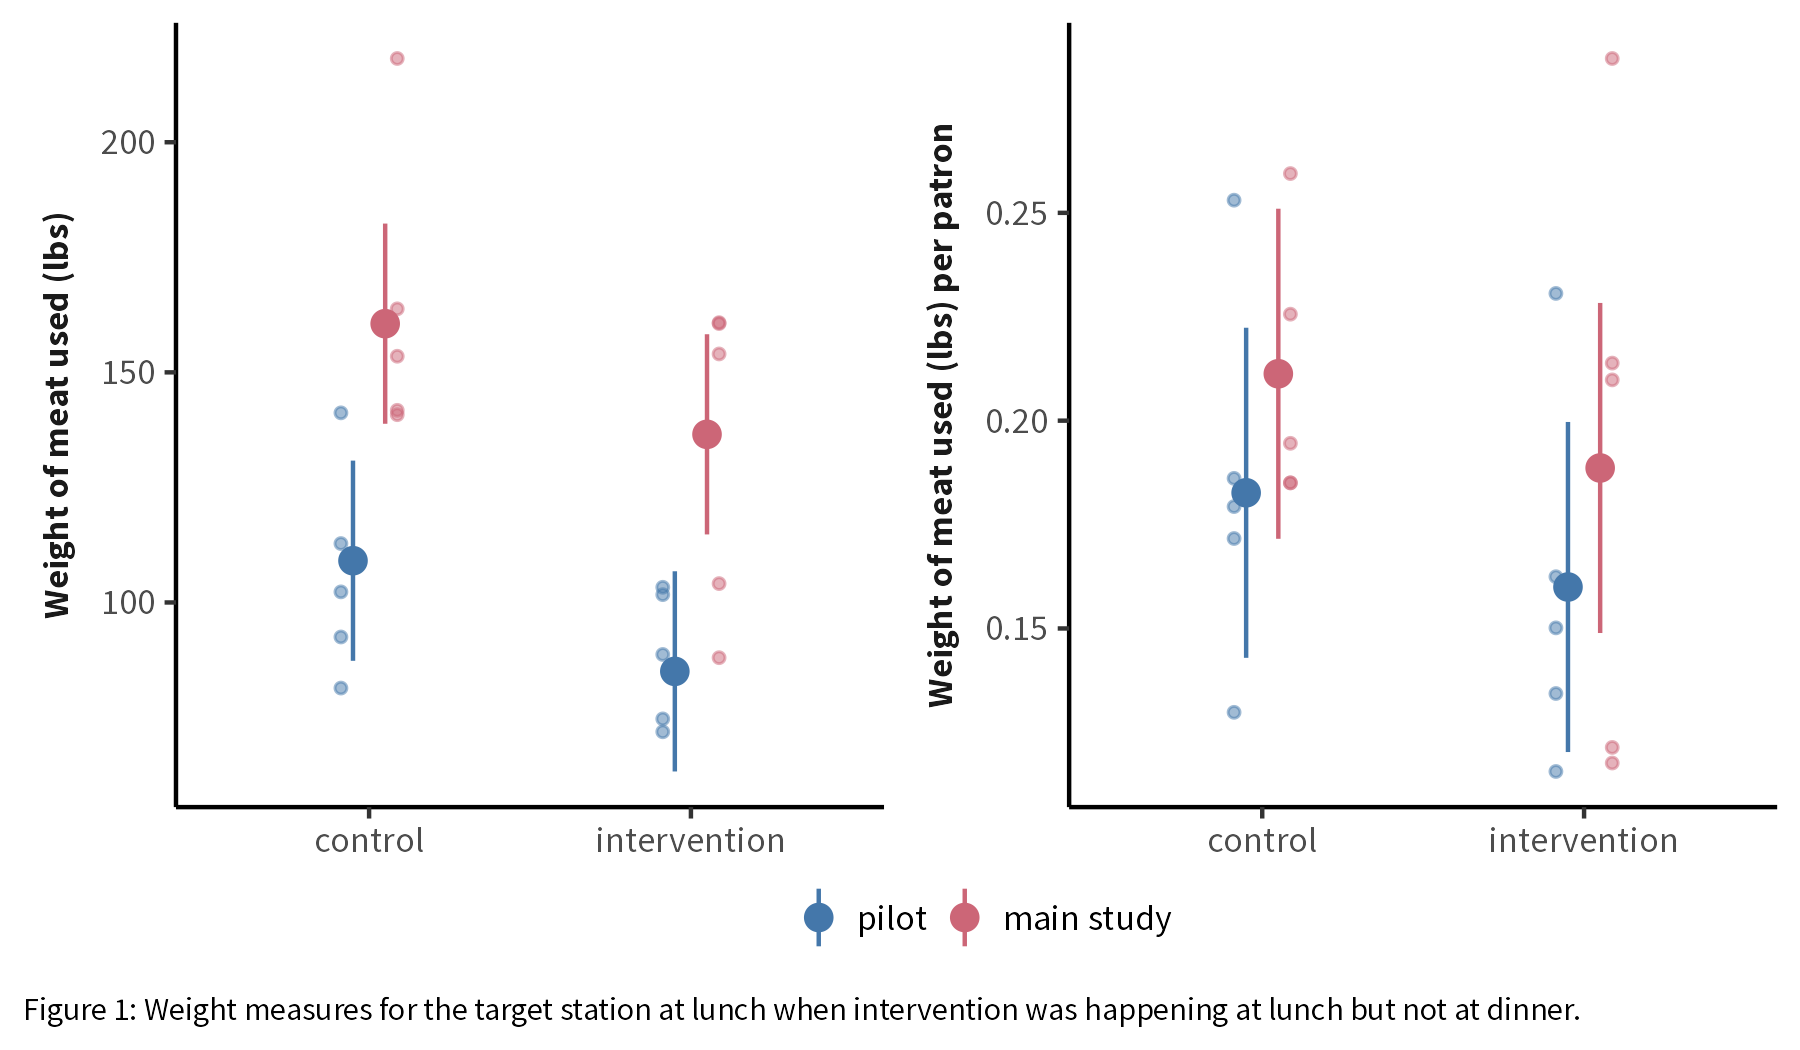 Weight of meat used (lbs)
200
150
100
control
intervention
Weight of meat used (lbs) per patron
0.25
0.20
0.15
control
intervention
pilot
main study
Figure 1: Weight measures for the target station at lunch when intervention was happening at lunch but not at dinner.